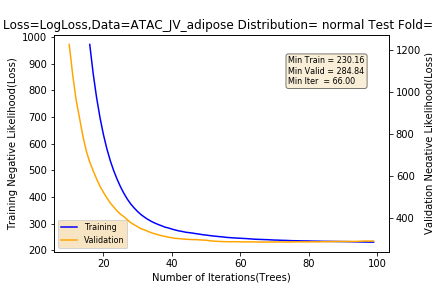 Loss=LogLoss,Data=ATAC_JV_adipose Distribution= normal Test Fold=
1000
900
800
700
600
500
400
300
200
Training Negative Likelihood(Loss)
Min Train = 230.16
Min Valid = 284.84
Min Iter = 66.00
Training
Validation
1200
1000
800
600
400
Validation Negative Likelihood(Loss)
20
40
60
80
100
Number of Iterations(Trees)